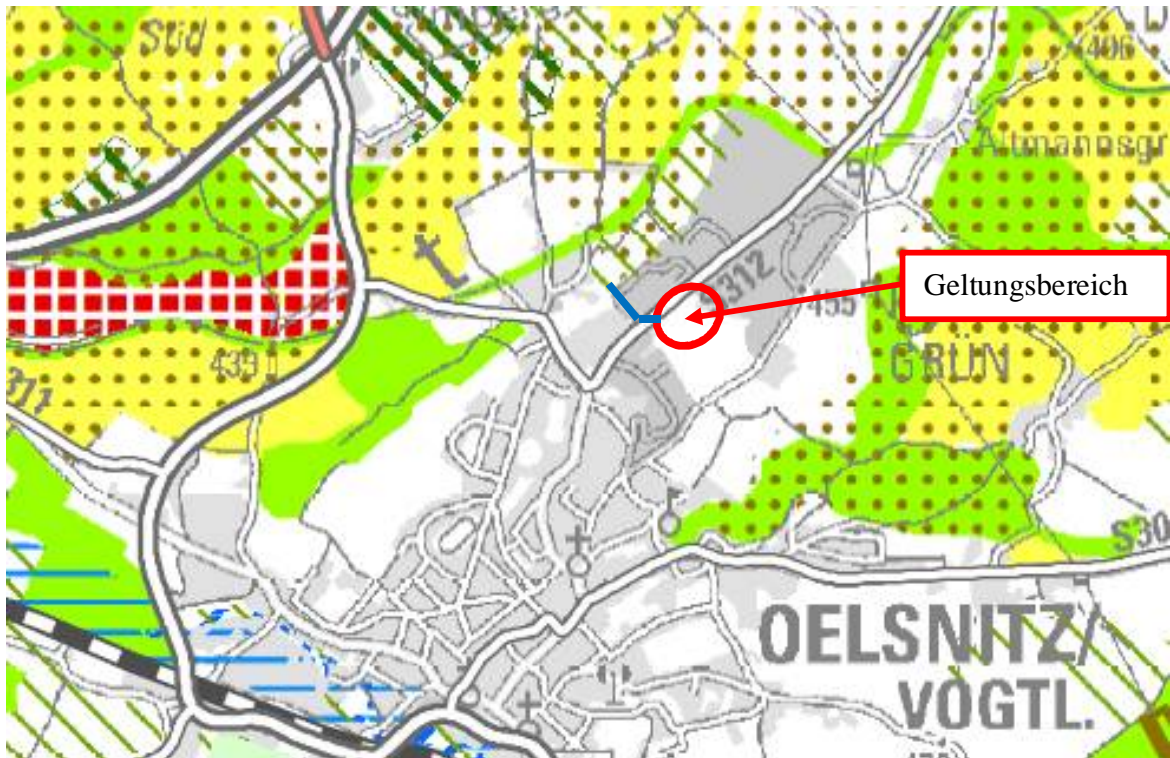 Süd
406
Altmannsgr
312
Geltungsbereich
455
439
GRÜN
S30
OELSNITZ/
VOGTL.